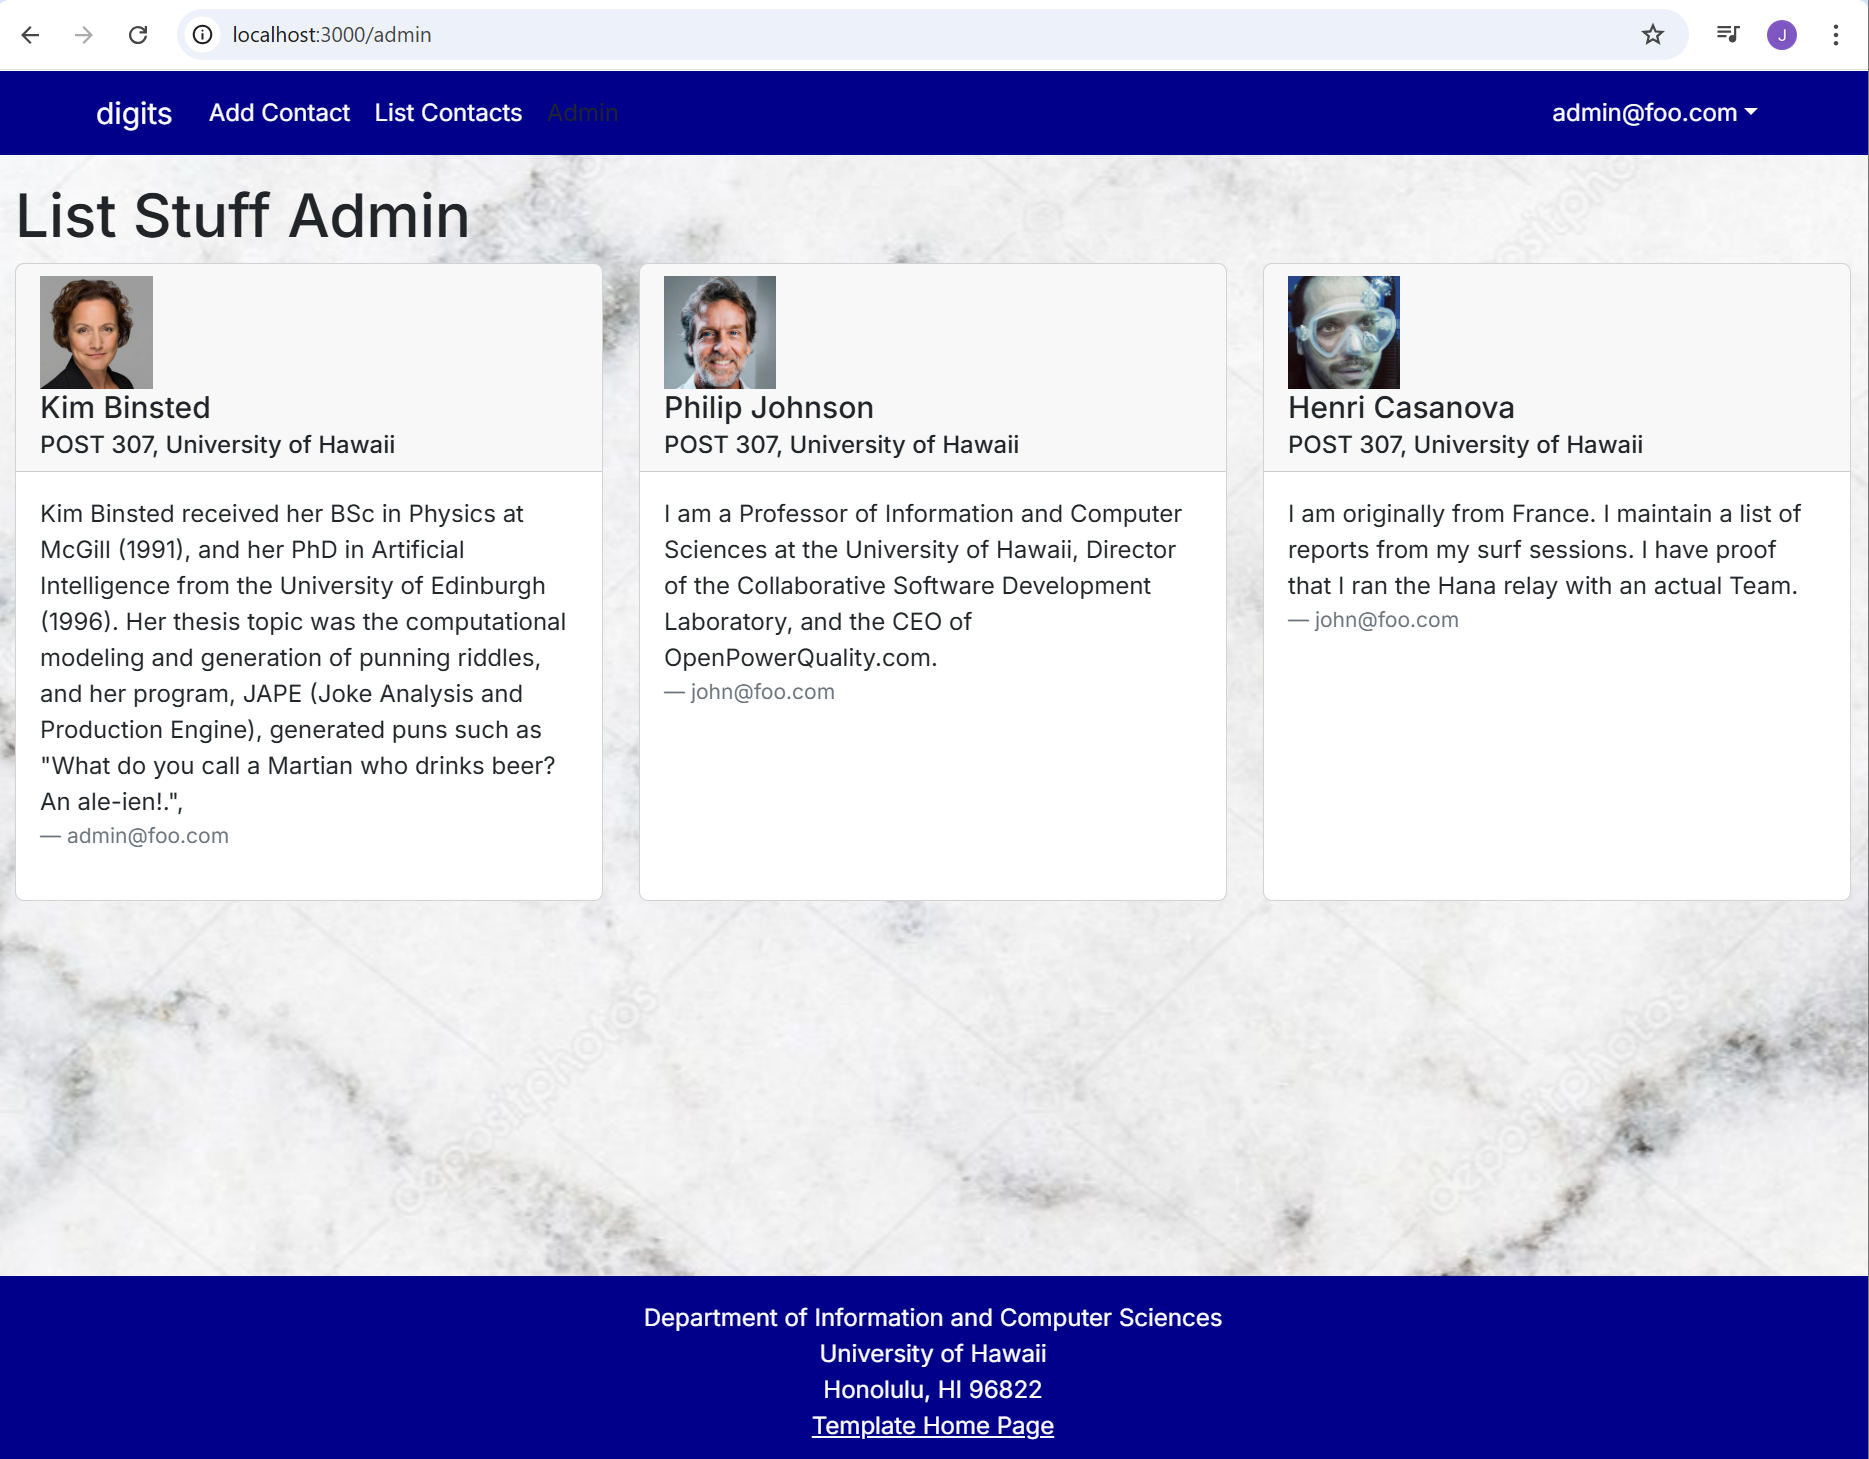 localhost:3000/admin
J
digits Add Contact List Contacts Admin admin@foo.com
List Stuff Admin
Kim Binsted
POST 307, University of Hawaii
Kim Binsted received her BSc in Physics at
McGill (1991), and her PhD in Artificial
Intelligence from the University of Edinburgh
(1996). Her thesis topic was the computational
modeling and generation of punning riddles,
and her program, JAPE (Joke Analysis and
Production Engine), generated puns such as
"What do you call a Martian who drinks beer?
An ale-ien!.",
— admin@foo.com
Philip Johnson
POST 307, University of Hawaii
I am a Professor of Information and Computer
Sciences at the University of Hawaii, Director
of the Collaborative Software Development
Laboratory, and the CEO of
OpenPowerQuality.com.
— john@foo.com
Henri Casanova
POST 307, University of Hawaii
I am originally from France. I maintain a list of
reports from my surf sessions. I have proof
that I ran the Hana relay with an actual Team.
— john@foo.com
depositphotos
depositphotos
Department of Information and Computer Sciences
University of Hawaii
Honolulu, HI 96822
Template Home Page